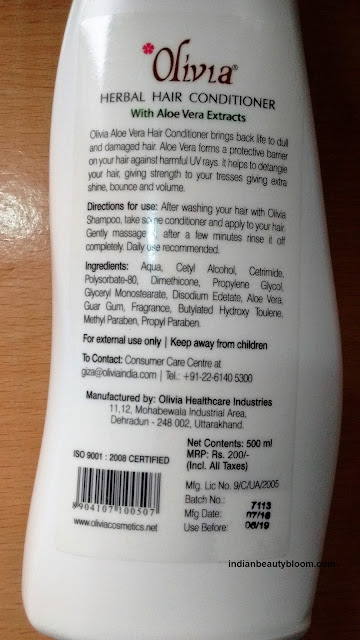 Olivia®
HERBAL HAIR CONDITIONER
With Aloe Vera Extracts
Olivia Aloe Vera Hair Conditioner brings back life to dull
and damaged hair. Aloe Vera forms a protective barrier
on your hair against harmful UV rays. It helps to detangle
your hair, giving strength to your tresses giving extra
shine, bounce and volume.
Directions for use: After washing your hair with Olivia
Shampoo, take some conditioner and apply to your hair.
Gently massage after a few minutes rinse it off
completely. Daily use recommended.
Ingredients: Aqua, Cetyl Alcohol, Cetrimide,
Polysorbate-80, Dimethicone, Propylene Glycol,
Glyceryl Monostearate, Disodium Edetate, Aloe Vera,
Guar Gum, Fragrance, Butylated Hydroxy Toulene,
Methyl Paraben, Propyl Paraben.
For external use only | Keep away from children
To Contact: Consumer Care Centre at
giza@oliviaindia.com | Tel.: +91-22-6140 5300
Manufactured by: Olivia Healthcare Industries
11,12, Mohabewala Industrial Area,
Dehradun - 248 002, Uttarakhand.
Net Contents: 500 ml
MRP: Rs. 200/-
(Incl. All Taxes)
ISO 9001 : 2008 CERTIFIED
Mfg. Lic No. 9/C/UA/2005
Batch No.: 7113
Mfg Date: 07/16
Use Before: 06/19
8904107100507
www.oliviacosmetics.net
indianbeautybloom.com